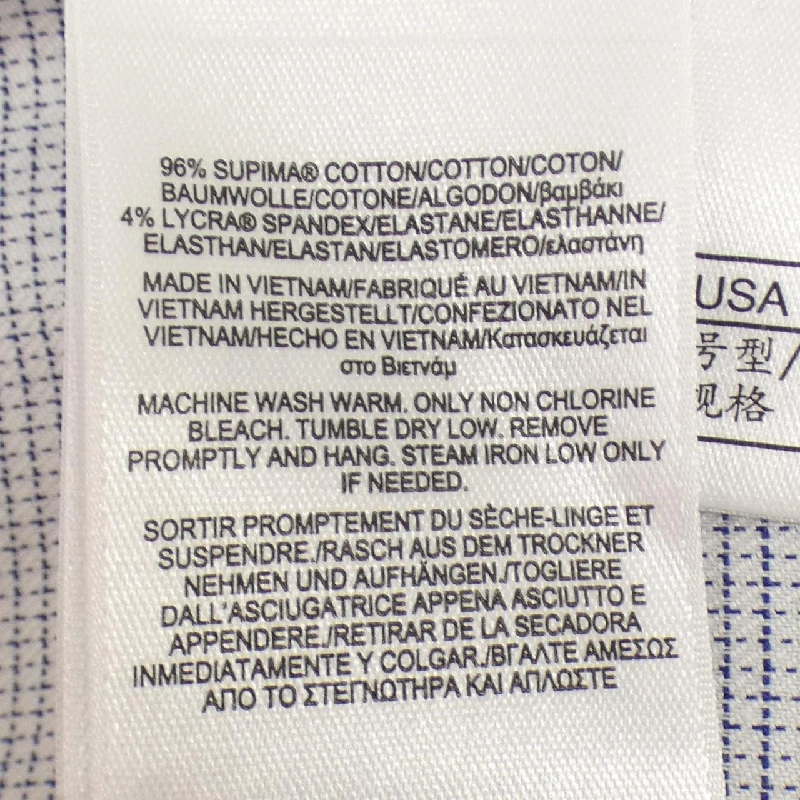 96% SUPIMA® COTTON/COTTON/COTON/
BAUMWOLLE/COTONE/ALGODON/βαμβάκι
4% LYCRA® SPANDEX/ELASTANE/ELASTHANNE/
ELASTHAN/ELASTAN/ELASTOMERO/ελαστάνη
MADE IN VIETNAM/FABRIQUÉ AU VIETNAM/IN
VIETNAM HERGESTELLT/CONFEZIONATO NEL
VIETNAM/HECHO EN VIETNAM/Κατασκευάζεται
στο Βιετνάμ
MACHINE WASH WARM. ONLY NON CHLORINE
BLEACH. TUMBLE DRY LOW. REMOVE
PROMPTLY AND HANG. STEAM IRON LOW ONLY
IF NEEDED.
SORTIR PROMPTEMENT DU SÈCHE-LINGE ET
SUSPENDRE./RASCH AUS DEM TROCKNER
NEHMEN UND AUFHÄNGEN./TOGLIERE
DALL'ASCIUGATRICE APPENA ASCIUTTO E
APPENDERE./RETIRAR DE LA SECADORA
INMEDIATAMENTE Y COLGAR./ΒΓΑΛΤΕ ΑΜΕΣΩΣ
ΑΠΟ ΤΟ ΣΤΕΓΝΩΤΗΡΑ ΚΑΙ ΑΠΛΩΣΤΕ
USA
号型/
规格